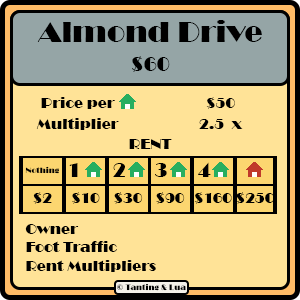 Almond Drive
$60
Price per $50
Multiplier 2.5 x
RENT
Nothing 1 2 3 4
$2 $10 $30 $90 $160 $250
Owner
Foot Traffic
Rent Multipliers
© Tanting & Lua